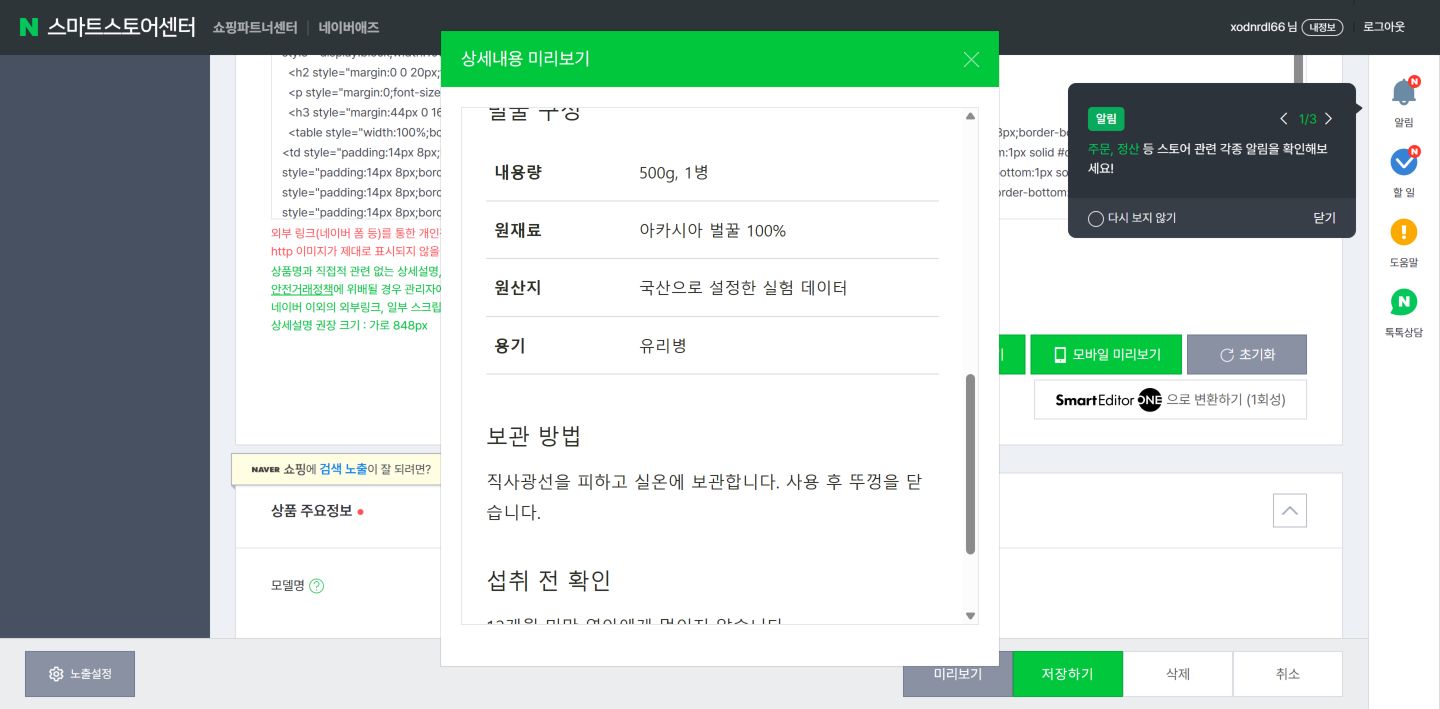 N 스마트스토어센터 쇼핑파트너센터 네이버애즈
xodnrdl66 님 내정보 로그아웃
<h2 style="margin:0 0 20px;
<p style="margin:0;font-size
<h3 style="margin:44px 0 16
<table style="width:100%;bo
8px;border-b
<td style="padding:14px 8px;
style="padding:14px 8px;borc
style="padding:14px 8px;borc
style="padding:14px 8px;borc
외부 링크(네이버 폼 등)를 통한 개인
http 이미지가 제대로 표시되지 않을
상품명과 직접적 관련 없는 상세설명,
안전거래정책에 위배될 경우 관리자에
네이버 이외의 외부링크, 일부 스크립
상세설명 권장 크기 : 가로 848px
상세내용 미리보기
내용량 500g, 1병
원재료 아카시아 벌꿀 100%
원산지 국산으로 설정한 실험 데이터
용기 유리병
보관 방법
직사광선을 피하고 실온에 보관합니다. 사용 후 뚜껑을 닫
습니다.
섭취 전 확인
알림 1/3
주문, 정산 등 스토어 관련 각종 알림을 확인해보
세요!
다시 보지 않기 닫기
N
알림
N
할 일
도움말
N
톡톡상담
모바일 미리보기 초기화
SmartEditor ONE 으로 변환하기 (1회성)
NAVER 쇼핑에 검색 노출이 잘 되려면?
상품 주요정보
모델명
노출설정 미리보기 저장하기 삭제 취소